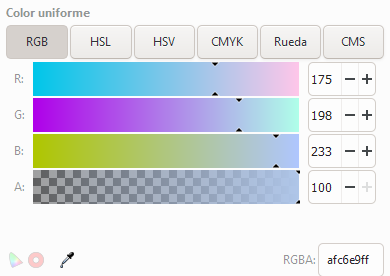 Color uniforme
RGB HSL HSV CMYK Rueda CMS
R: 175 − +
G: 198 − +
B: 233 − +
A: 100 − +
RGBA: afc6e9ff